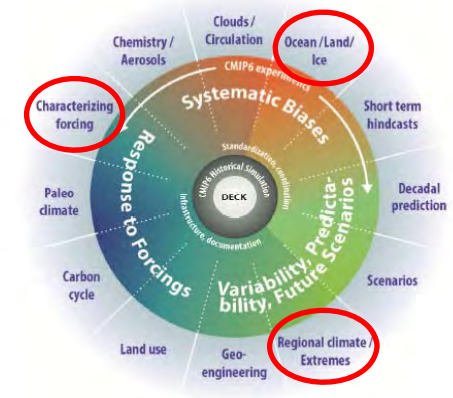 Clouds /
Circulation
Ocean /Land/
Ice
Short term
hindcasts
Decadal
prediction
Scenarios
Regional climate /
Extremes
Geo-
engineering
Land use
Carbon
cycle
Paleo
climate
Characterizing
forcing
Chemistry /
Aerosols
Systematic Biases
Variability, Predicta-
bility, Future Scenarios
Response to Forcings
Standardization, coordination
infrastructure, documentation
CMIP6 Historical Simulation
DECK